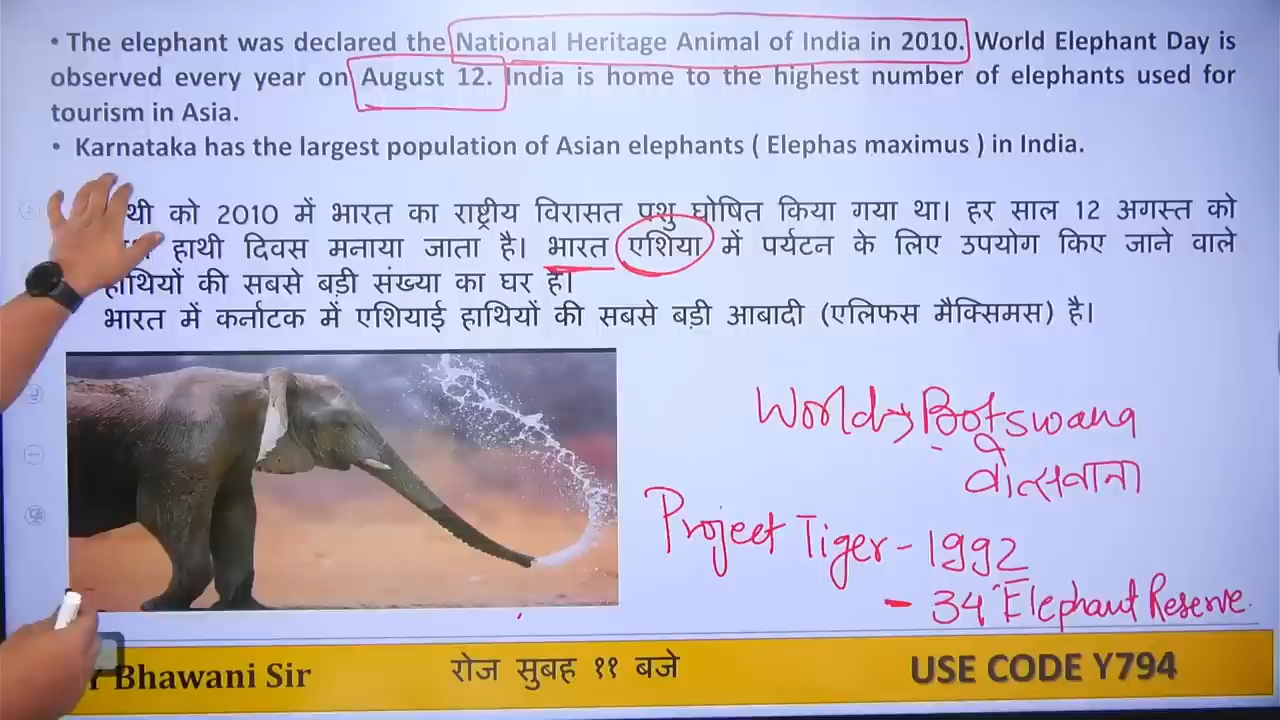 • The elephant was declared the National Heritage Animal of India in 2010. World Elephant Day is
observed every year on August 12. India is home to the highest number of elephants used for
tourism in Asia.
• Karnataka has the largest population of Asian elephants ( Elephas maximus ) in India.
थी को 2010 में भारत का राष्ट्रीय विरासत पशु घोषित किया गया था। हर साल 12 अगस्त को
हाथी दिवस मनाया जाता है। भारत एशिया में पर्यटन के लिए उपयोग किए जाने वाले
हाथियों की सबसे बड़ी संख्या का घर है।
भारत में कर्नाटक में एशियाई हाथियों की सबसे बड़ी आबादी (एलिफस मैक्सिमस) है।
World → Botswana
वोत्सवाना
Project Tiger - 1992
- 34 Elephant Reserve.
Bhawani Sir
रोज सुबह ११ बजे
USE CODE Y794